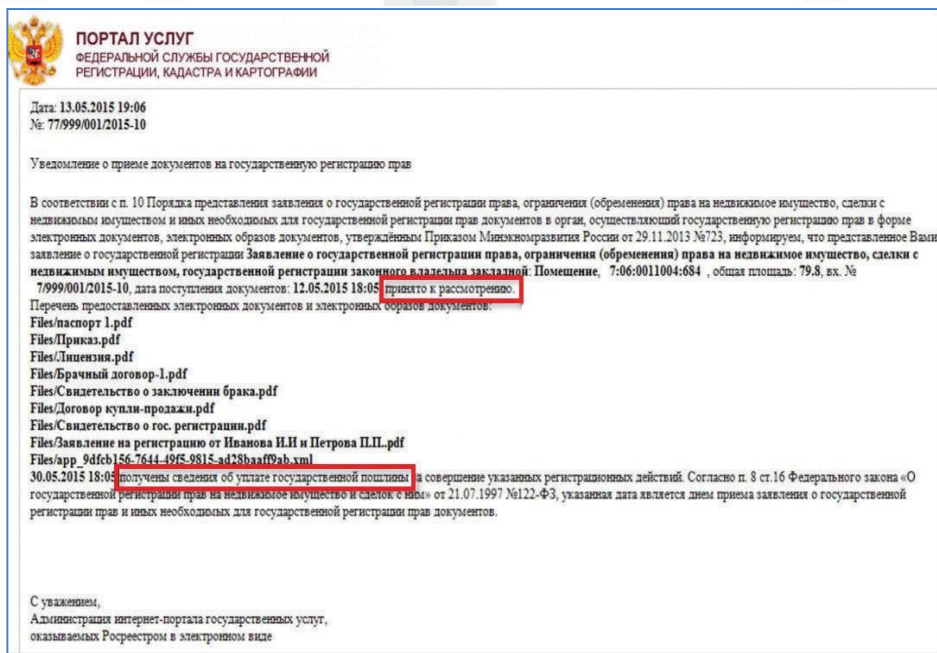 ПОРТАЛ УСЛУГ
ФЕДЕРАЛЬНОЙ СЛУЖБЫ ГОСУДАРСТВЕННОЙ
РЕГИСТРАЦИИ, КАДАСТРА И КАРТОГРАФИИ
Дата: 13.05.2015 19:06
№: 77/999/001/2015-10
Уведомление о приеме документов на государственную регистрацию прав
В соответствии с п. 10 Порядка представления заявления о государственной регистрации права, ограничения (обременения) права на недвижимое имущество, сделки с
недвижимым имуществом и иных необходимых для государственной регистрации прав документов в орган, осуществляющий государственную регистрацию прав в форме
электронных документов, электронных образов документов, утверждённым Приказом Минэкномразвития России от 29.11.2013 №723, информируем, что представленное Вами
заявление о государственной регистрации Заявление о государственной регистрации права, ограничения (обременения) права на недвижимое имущество, сделки с
недвижимым имуществом, государственной регистрации законного владельца закладной: Помещение, 7:06:0011004:684 , общая площадь: 79.8, вх. №
7/999/001/2015-10, дата поступления документов: 12.05.2015 18:05 принято к рассмотрению.
Перечень предоставленных электронных документов и электронных образов документов:
Files/паспорт 1.pdf
Files/Приказ.pdf
Files/Лицензия.pdf
Files/Брачный договор-1.pdf
Files/Свидетельство о заключении брака.pdf
Files/Договор купли-продажи.pdf
Files/Свидетельство о гос. регистрации.pdf
Files/Заявление на регистрацию от Иванова И.И и Петрова П.П..pdf
Files/app_9dfcb156-7644-49f5-9815-ad28baaff9ab.xml
30.05.2015 18:05 получены сведения об уплате государственной пошлины за совершение указанных регистрационных действий. Согласно п. 8 ст.16 Федерального закона «О
государственной регистрации прав на недвижимое имущество и сделок с ним» от 21.07.1997 №122-ФЗ, указанная дата является днем приема заявления о государственной
регистрации прав и иных необходимых для государственной регистрации прав документов.
С уважением,
Администрация интернет-портала государственных услуг,
оказываемых Росреестром в электронном виде